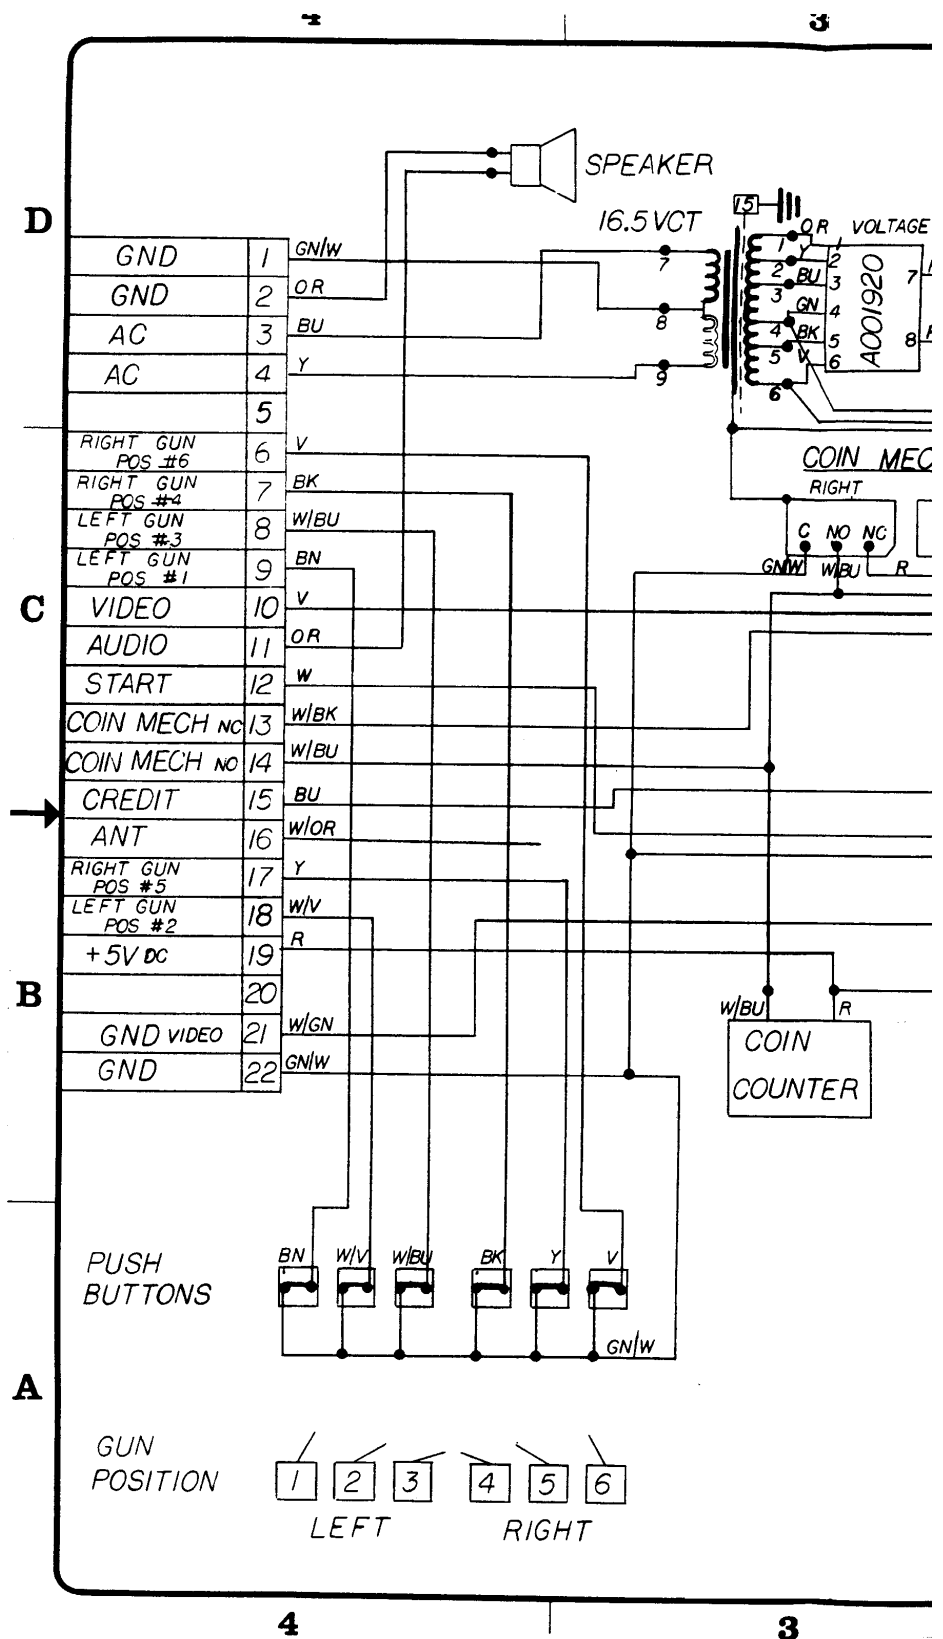 4 3
SPEAKER
D
16.5 VCT
15
OR VOLTAGE
GND 1 GN/W
GND 2 OR
AC 3 BU
AC 4 Y
5
7
8
9
1
2
3
4
5
6
Y
BU
GN
BK
V
1
2
3
4
5
6
A001920
7
8
RIGHT GUN
POS #6 6 V
RIGHT GUN
POS #4 7 BK
LEFT GUN
POS #3 8 W/BU
LEFT GUN
POS #1 9 BN
COIN MEC
RIGHT
C NO NC
GN/W W/BU R
C
VIDEO 10 V
AUDIO 11 OR
START 12 W
COIN MECH NC 13 W/BK
COIN MECH NO 14 W/BU
CREDIT 15 BU
ANT 16 W/OR
RIGHT GUN
POS #5 17 Y
LEFT GUN
POS #2 18 W/V
+5V DC 19 R
B
20
GND VIDEO 21 W/GN
GND 22 GN/W
W/BU R
COIN
COUNTER
PUSH
BUTTONS
BN W/V W/BU BK Y V
GN/W
A
GUN
POSITION
1 2 3 4 5 6
LEFT RIGHT
4 3